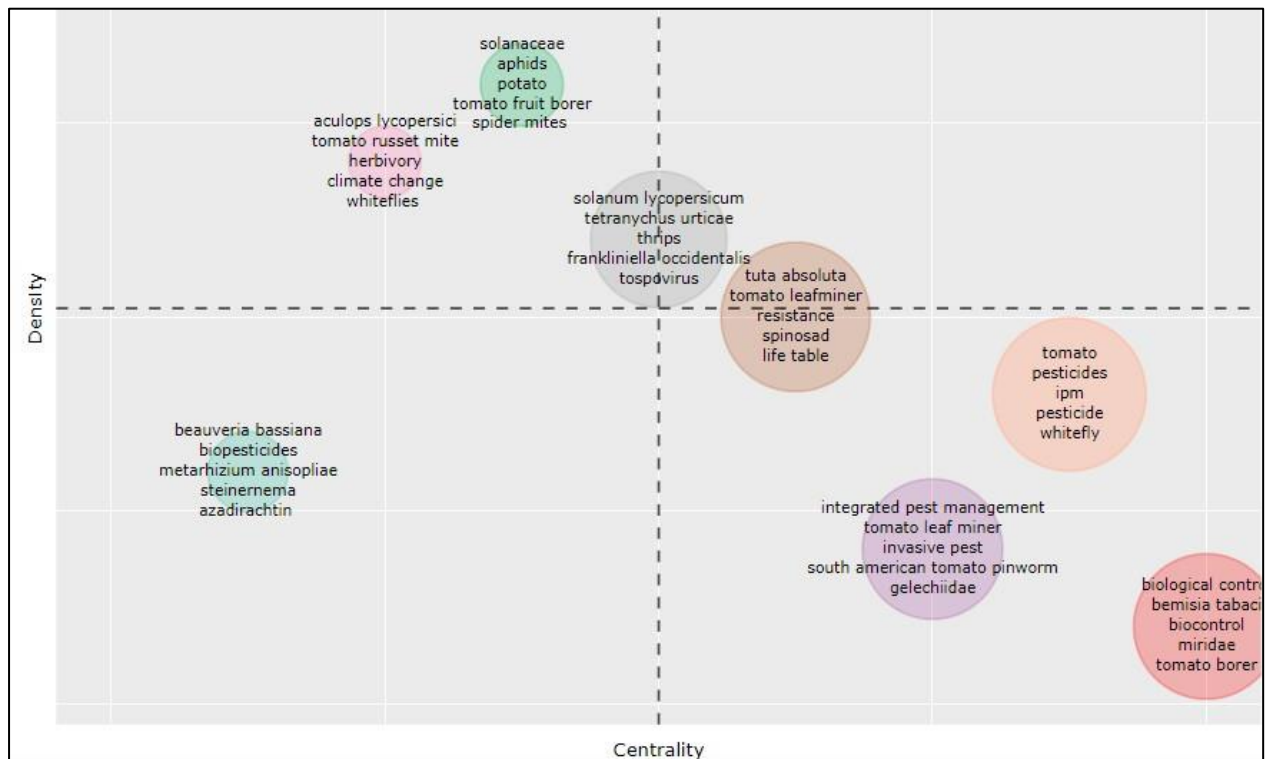 solanaceae
aphids
potato
tomato fruit borer
spider mites
aculops lycopersici
tomato russet mite
herbivory
climate change
whiteflies
solanum lycopersicum
tetranychus urticae
thrips
frankliniella occidentalis
tospovirus
tuta absoluta
tomato leafminer
resistance
spinosad
life table
tomato
pesticides
ipm
pesticide
whitefly
beauveria bassiana
biopesticides
metarhizium anisopliae
steinernema
azadirachtin
integrated pest management
tomato leaf miner
invasive pest
south american tomato pinworm
gelechiidae
biological contro
bemisia tabaci
biocontrol
miridae
tomato borer
Density
Centrality